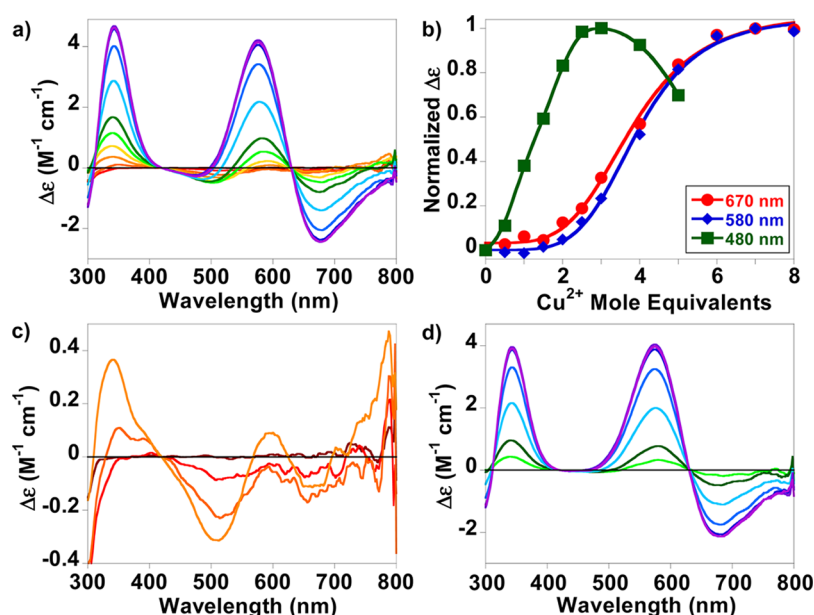 a)
4
2
0
-2
Δε (M⁻¹ cm⁻¹)
300 400 500 600 700 800
Wavelength (nm)
b)
1
0.8
0.6
0.4
0.2
0
Normalized Δε
670 nm
580 nm
480 nm
0 2 4 6 8
Cu²⁺ Mole Equivalents
c)
0.4
0.2
0
-0.2
-0.4
Δε (M⁻¹ cm⁻¹)
300 400 500 600 700 800
Wavelength (nm)
d)
4
2
0
-2
Δε (M⁻¹ cm⁻¹)
300 400 500 600 700 800
Wavelength (nm)